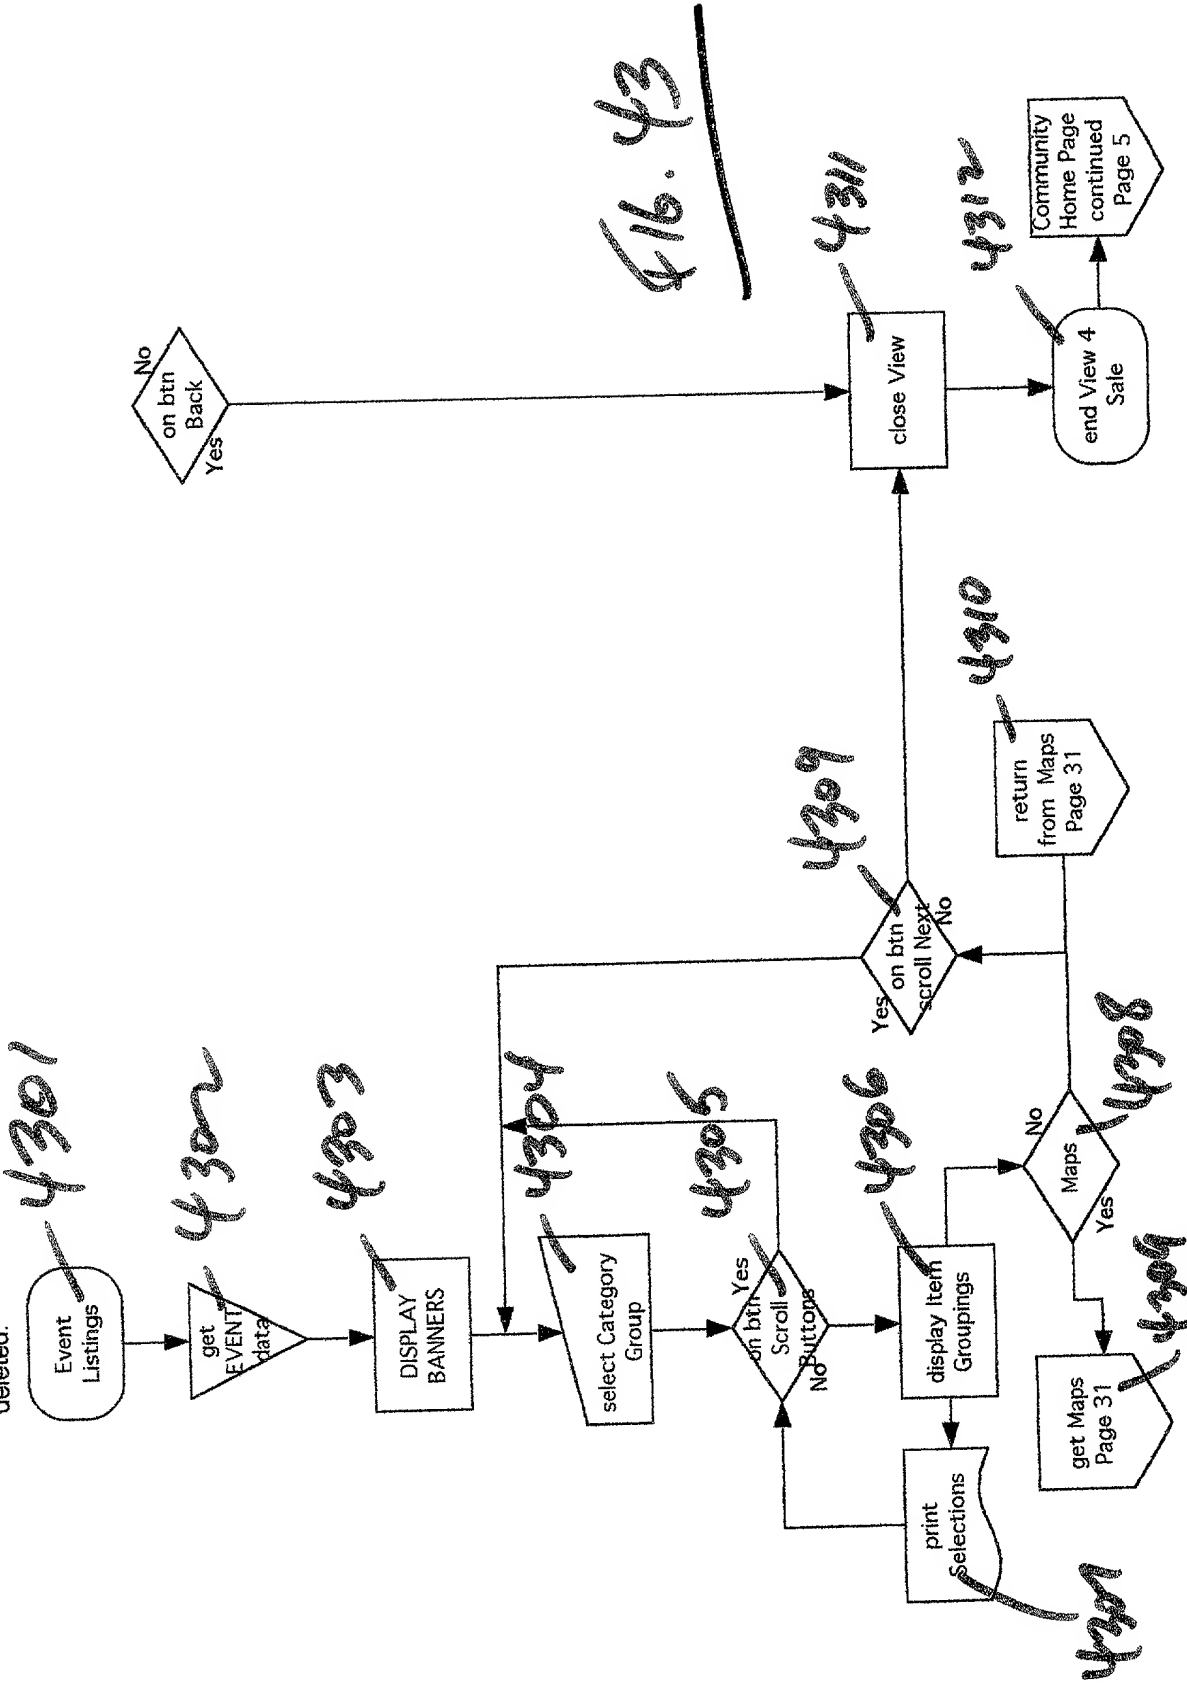 deleted.
Event
Listings
4301
get
EVENT
data
4302
DISPLAY
BANNERS
4303
select Category
Group
4304
on btn
Scroll
Buttons
Yes
No
4305
display Item
Groupings
4306
print
Selections
4307
Maps
No
Yes
4308
get Maps
Page 31
4309
on btn
scroll Next
Yes
No
4309
return
from Maps
Page 31
4310
on btn
Back
No
Yes
close View
4311
end View 4
Sale
4312
Community
Home Page
continued
Page 5
FIG. 43